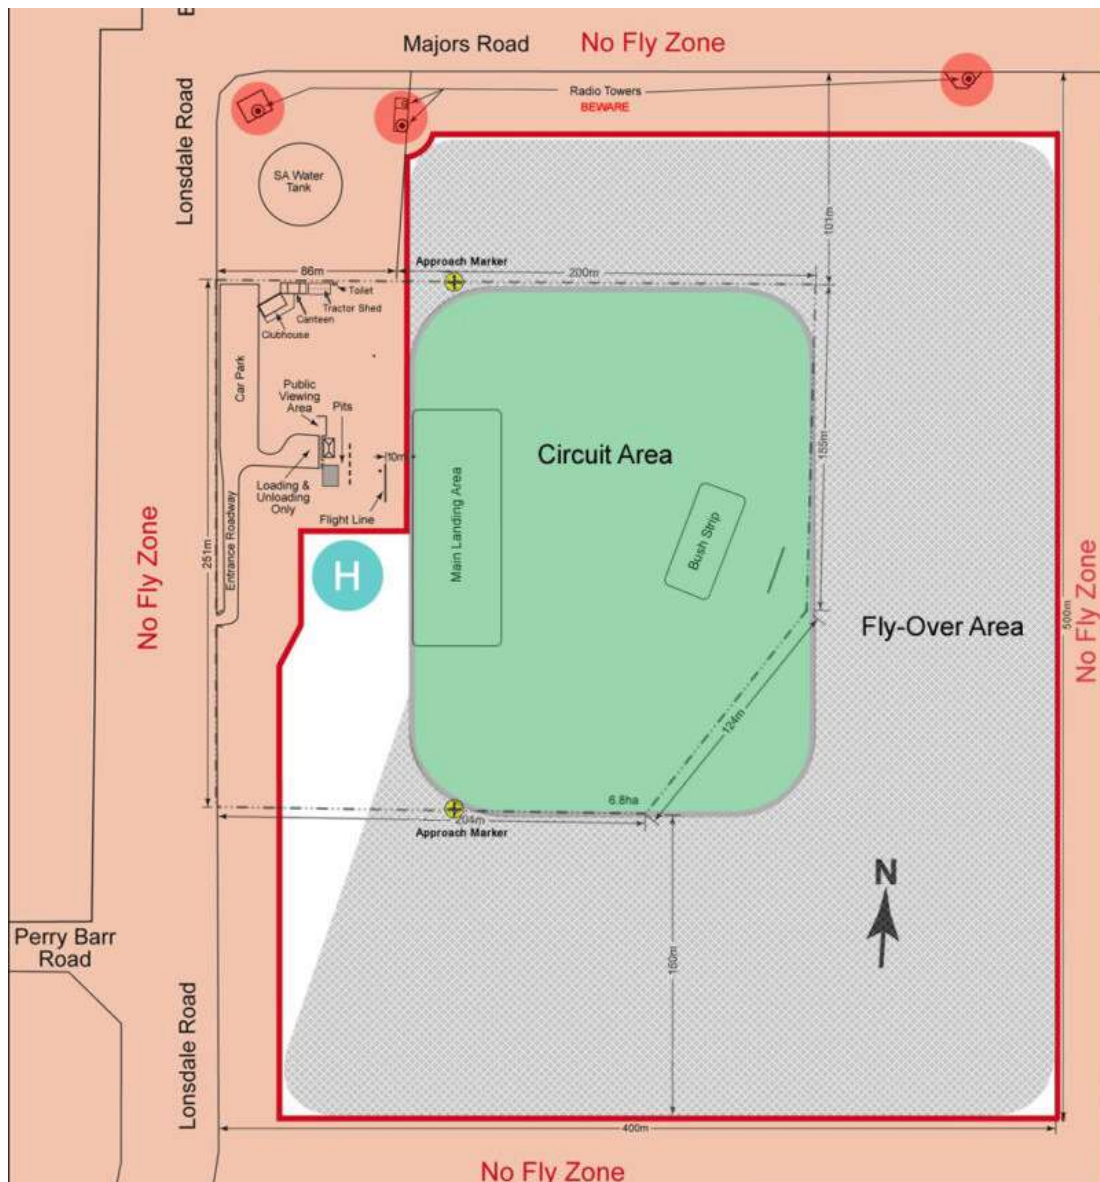 E
Majors Road
No Fly Zone
Lonsdale Road
Radio Towers
BEWARE
SA Water
Tank
101m
86m
Approach Marker
200m
Toilet
Tractor Shed
Canteen
Clubhouse
Car Park
Public
Viewing
Area
Pits
10m
Circuit Area
155m
Loading &
Unloading
Only
Flight Line
Main Landing Area
Bush Strip
Entrance Roadway
251m
No Fly Zone
H
Fly-Over Area
500m
No Fly Zone
124m
6.8ha
204m
Approach Marker
N
Perry Barr
Road
150m
Lonsdale Road
400m
No Fly Zone